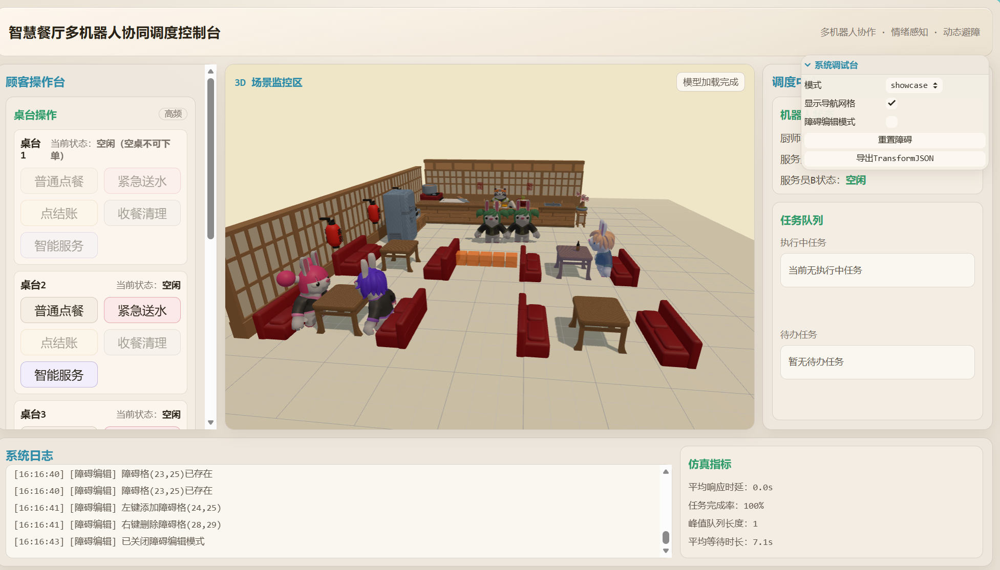 智慧餐厅多机器人协同调度控制台
多机器人协作 · 情绪感知 · 动态避障
顾客操作台
桌台操作
高频
桌台1
当前状态：空闲（空桌不可下单）
普通点餐
紧急送水
点结账
收餐清理
智能服务
桌台2
当前状态：空闲
普通点餐
紧急送水
点结账
收餐清理
智能服务
桌台3
当前状态：空闲
3D 场景监控区
模型加载完成
调度
系统调试台
模式
showcase
显示导航网格
障碍编辑模式
重置障碍
导出TransformJSON
机器
厨师
服务
服务员B状态：空闲
任务队列
执行中任务
当前无执行中任务
待办任务
暂无待办任务
系统日志
[16:16:40] [障碍编辑] 障碍格(23,25)已存在
[16:16:40] [障碍编辑] 障碍格(23,25)已存在
[16:16:41] [障碍编辑] 左键添加障碍格(24,25)
[16:16:41] [障碍编辑] 右键删除障碍格(28,29)
[16:16:43] [障碍编辑] 已关闭障碍编辑模式
仿真指标
平均响应时延：0.0s
任务完成率：100%
峰值队列长度：1
平均等待时长：7.1s